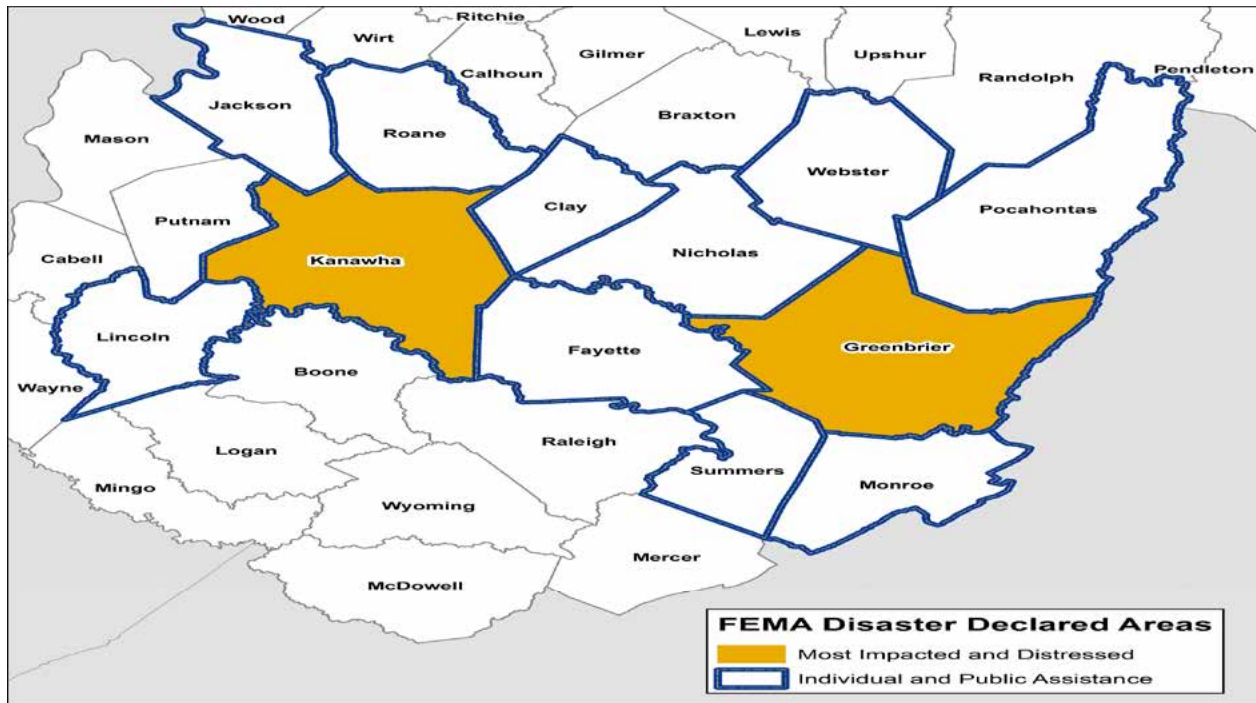 Wood
Ritchie
Wirt
Lewis
Gilmer
Upshur
Calhoun
Randolph
Pendleton
Jackson
Braxton
Mason
Roane
Webster
Clay
Pocahontas
Putnam
Nicholas
Cabell
Kanawha
Lincoln
Greenbrier
Fayette
Boone
Wayne
Raleigh
Logan
Summers
Monroe
Mingo
Wyoming
Mercer
McDowell
FEMA Disaster Declared Areas
Most Impacted and Distressed
Individual and Public Assistance